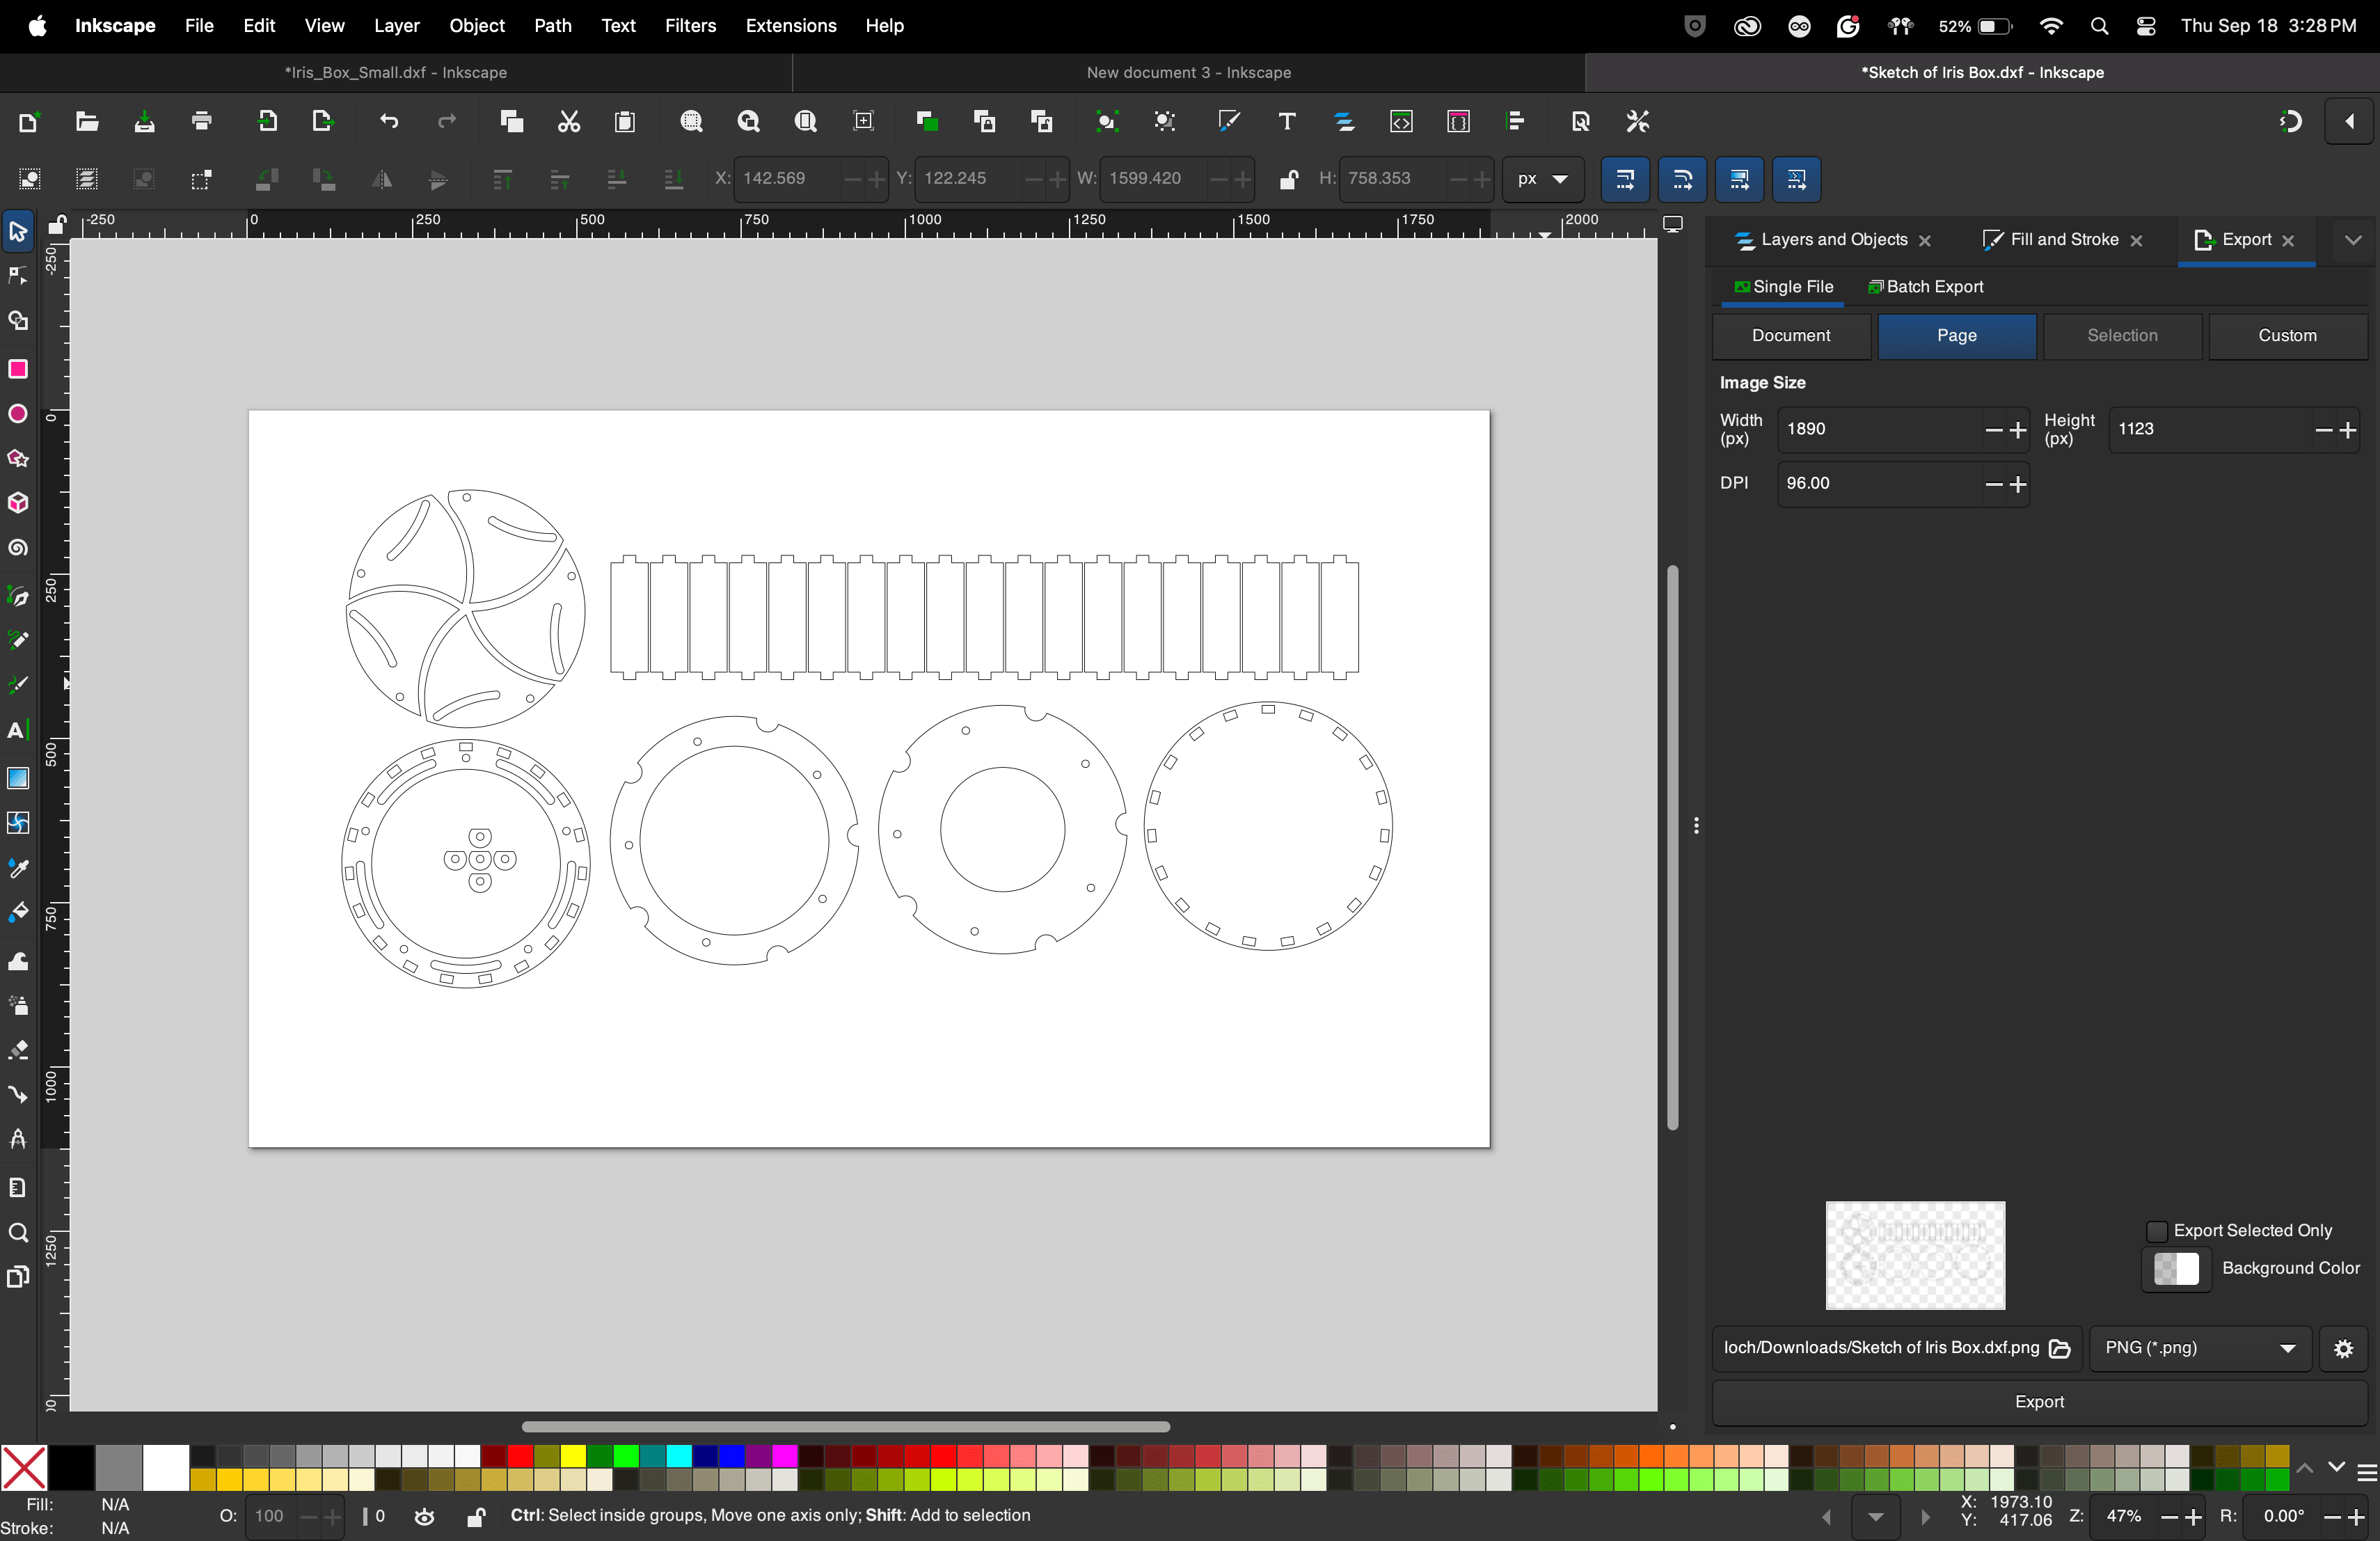 Inkscape File Edit View Layer Object Path Text Filters Extensions Help 52% Thu Sep 18 3:28 PM
*Iris_Box_Small.dxf - Inkscape New document 3 - Inkscape *Sketch of Iris Box.dxf - Inkscape
X: 142.569 Y: 122.245 W: 1599.420 H: 758.353 px
-250 0 250 500 750 1000 1250 1500 1750 2000
-250
0
250
500
750
1000
1250
Layers and Objects Fill and Stroke Export
Single File Batch Export
Document Page Selection Custom
Image Size
Width (px) 1890 Height (px) 1123
DPI 96.00
Export Selected Only
Background Color
loch/Downloads/Sketch of Iris Box.dxf.png PNG (*.png)
Export
Fill: N/A
Stroke: N/A
O: 100 0 Ctrl: Select inside groups, Move one axis only; Shift: Add to selection
X: 1973.10
Y: 417.06
Z: 47% R: 0.00°